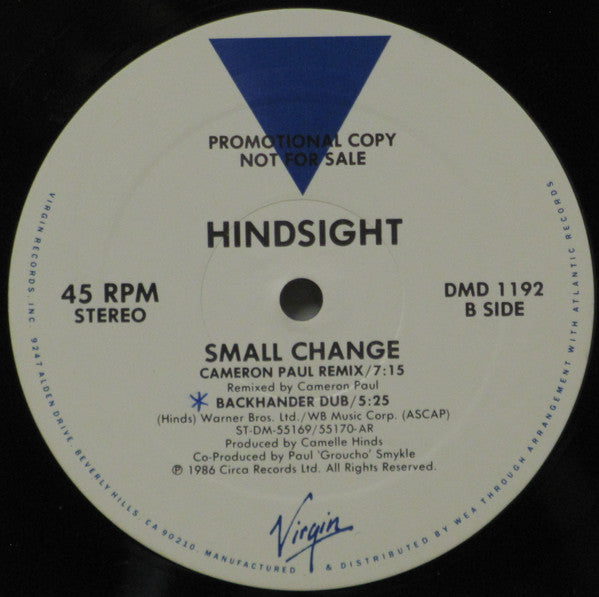 PROMOTIONAL COPY
NOT FOR SALE
HINDSIGHT
45 RPM
STEREO
DMD 1192
B SIDE
SMALL CHANGE
CAMERON PAUL REMIX/7:15
Remixed by Cameron Paul
* BACKHANDER DUB/5:25
(Hinds) Warner Bros. Ltd./WB Music Corp. (ASCAP)
ST-DM-55169/55170-AR
Produced by Camelle Hinds
Co-Produced by Paul 'Groucho' Smykle
℗ 1986 Circa Records Ltd. All Rights Reserved.
Virgin
VIRGIN RECORDS, INC. 9247 ALDEN DRIVE, BEVERLY HILLS, CA 90210. MANUFACTURED & DISTRIBUTED BY WEA THROUGH ARRANGEMENT WITH ATLANTIC RECORDS